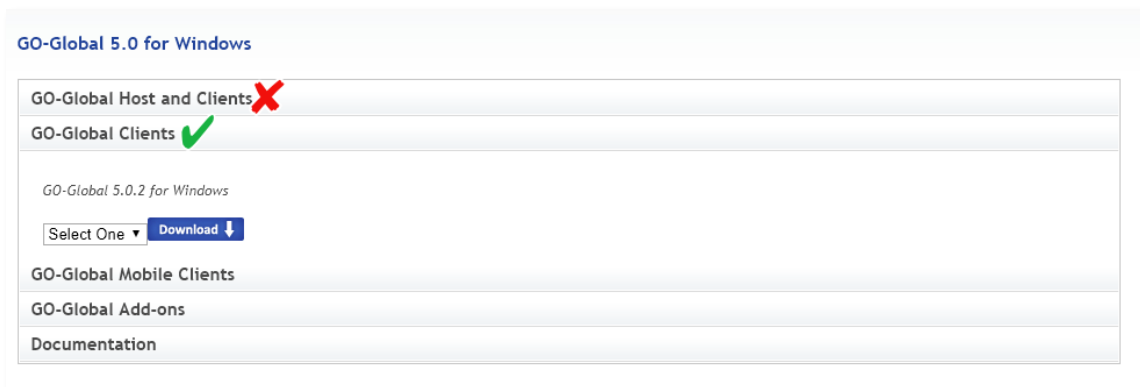 GO-Global 5.0 for Windows
GO-Global Host and Clients
GO-Global Clients
GO-Global 5.0.2 for Windows
Select One Download
GO-Global Mobile Clients
GO-Global Add-ons
Documentation